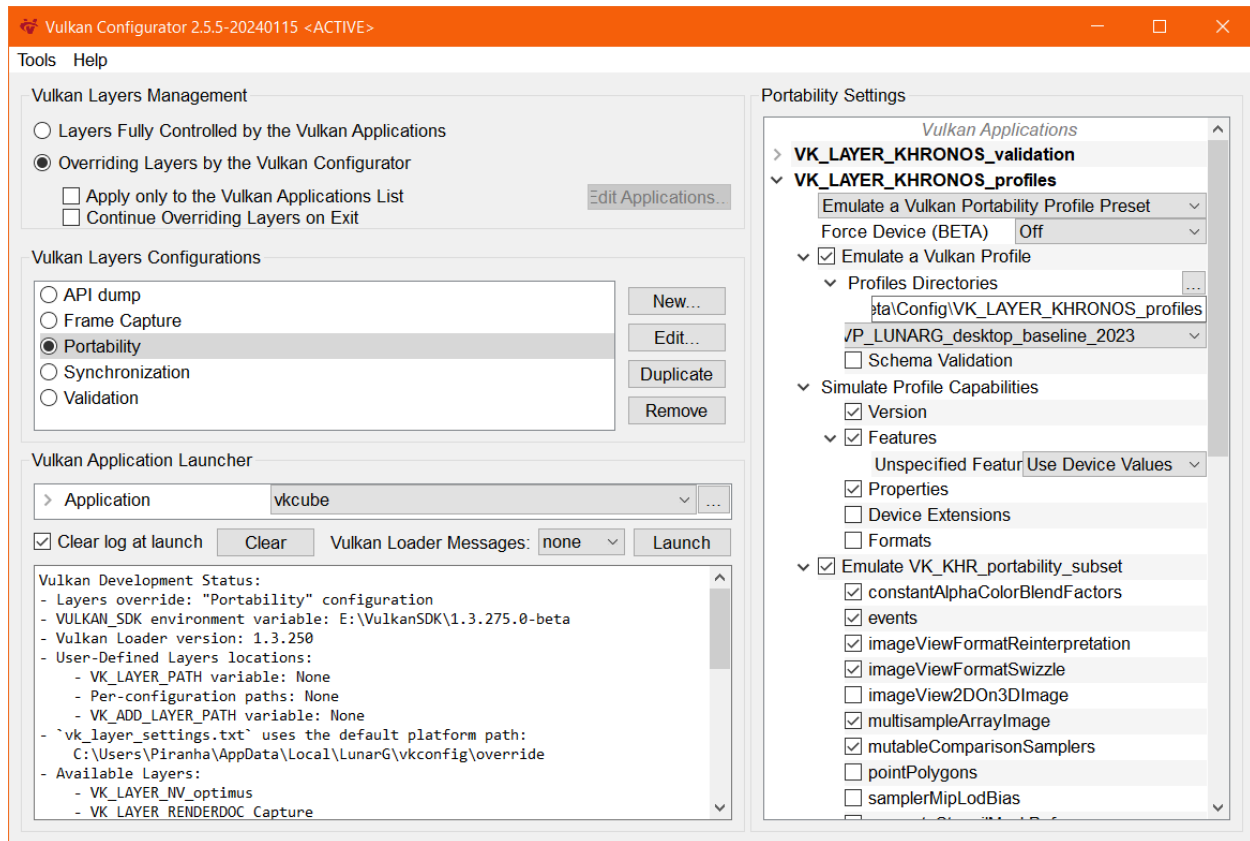 Vulkan Configurator 2.5.5-20240115 <ACTIVE>
Tools Help
Vulkan Layers Management
Layers Fully Controlled by the Vulkan Applications
Overriding Layers by the Vulkan Configurator
Apply only to the Vulkan Applications List
Edit Applications..
Continue Overriding Layers on Exit
Vulkan Layers Configurations
API dump
Frame Capture
Portability
Synchronization
Validation
New...
Edit...
Duplicate
Remove
Vulkan Application Launcher
Application vkcube ...
Clear log at launch Clear Vulkan Loader Messages: none Launch
Vulkan Development Status:
- Layers override: "Portability" configuration
- VULKAN_SDK environment variable: E:\VulkanSDK\1.3.275.0-beta
- Vulkan Loader version: 1.3.250
- User-Defined Layers locations:
- VK_LAYER_PATH variable: None
- Per-configuration paths: None
- VK_ADD_LAYER_PATH variable: None
- `vk_layer_settings.txt` uses the default platform path:
C:\Users\Piranha\AppData\Local\LunarG\vkconfig\override
- Available Layers:
- VK_LAYER_NV_optimus
- VK_LAYER_RENDERDOC_Capture
Portability Settings
Vulkan Applications
VK_LAYER_KHRONOS_validation
VK_LAYER_KHRONOS_profiles
Emulate a Vulkan Portability Profile Preset
Force Device (BETA) Off
Emulate a Vulkan Profile
Profiles Directories ...
eta\Config\VK_LAYER_KHRONOS_profiles
VP_LUNARG_desktop_baseline_2023
Schema Validation
Simulate Profile Capabilities
Version
Features
Unspecified Featur Use Device Values
Properties
Device Extensions
Formats
Emulate VK_KHR_portability_subset
constantAlphaColorBlendFactors
events
imageViewFormatReinterpretation
imageViewFormatSwizzle
imageView2DOn3DImage
multisampleArrayImage
mutableComparisonSamplers
pointPolygons
samplerMipLodBias